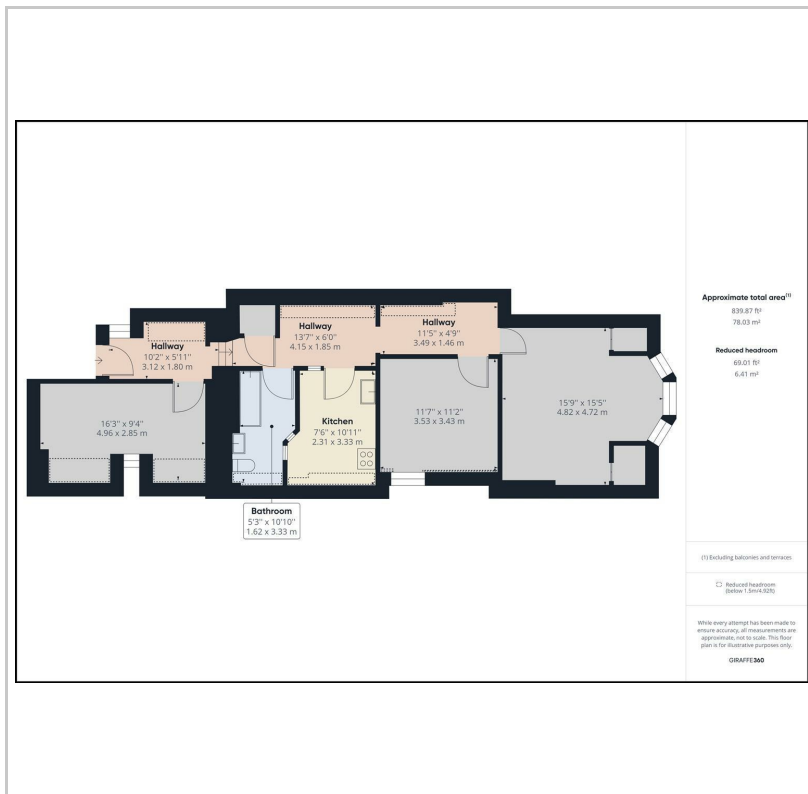 Hallway
10'2" x 5'11"
3.12 x 1.80 m
Hallway
13'7" x 6'0"
4.15 x 1.85 m
Hallway
11'5" x 4'9"
3.49 x 1.46 m
16'3" x 9'4"
4.96 x 2.85 m
Kitchen
7'6" x 10'11"
2.31 x 3.33 m
11'7" x 11'2"
3.53 x 3.43 m
15'9" x 15'5"
4.82 x 4.72 m
Bathroom
5'3" x 10'10"
1.62 x 3.33 m
Approximate total area(1)
839.87 ft²
78.03 m²
Reduced headroom
69.01 ft²
6.41 m²
(1) Excluding balconies and terraces
Reduced headroom
(below 1.5m/4.92ft)
While every attempt has been made to
ensure accuracy, all measurements are
approximate, not to scale. This floor
plan is for illustrative purposes only.
GIRAFFE360